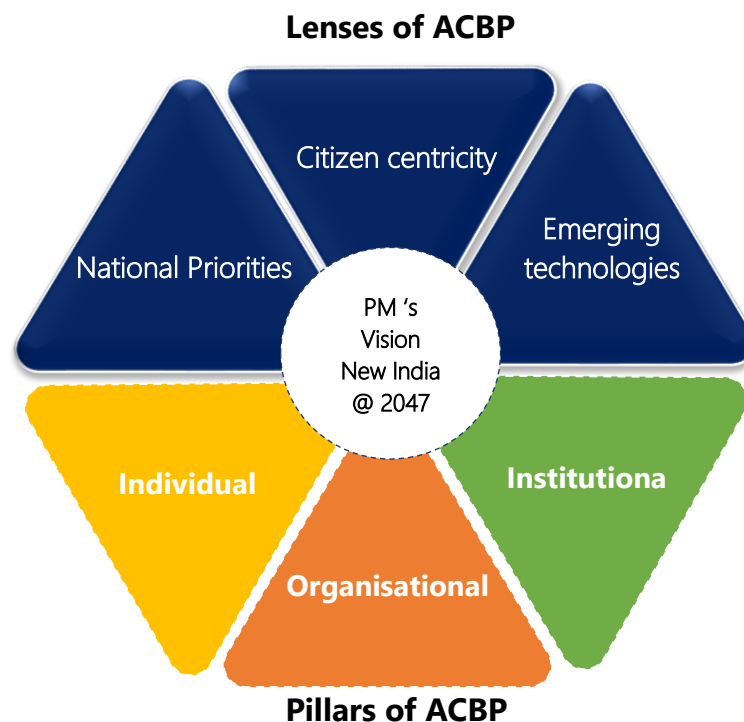 Lenses of ACBP
Citizen centricity
National Priorities
Emerging
technologies
PM ‘s
Vision
New India
@ 2047
Individual
Institutiona
Organisational
Pillars of ACBP